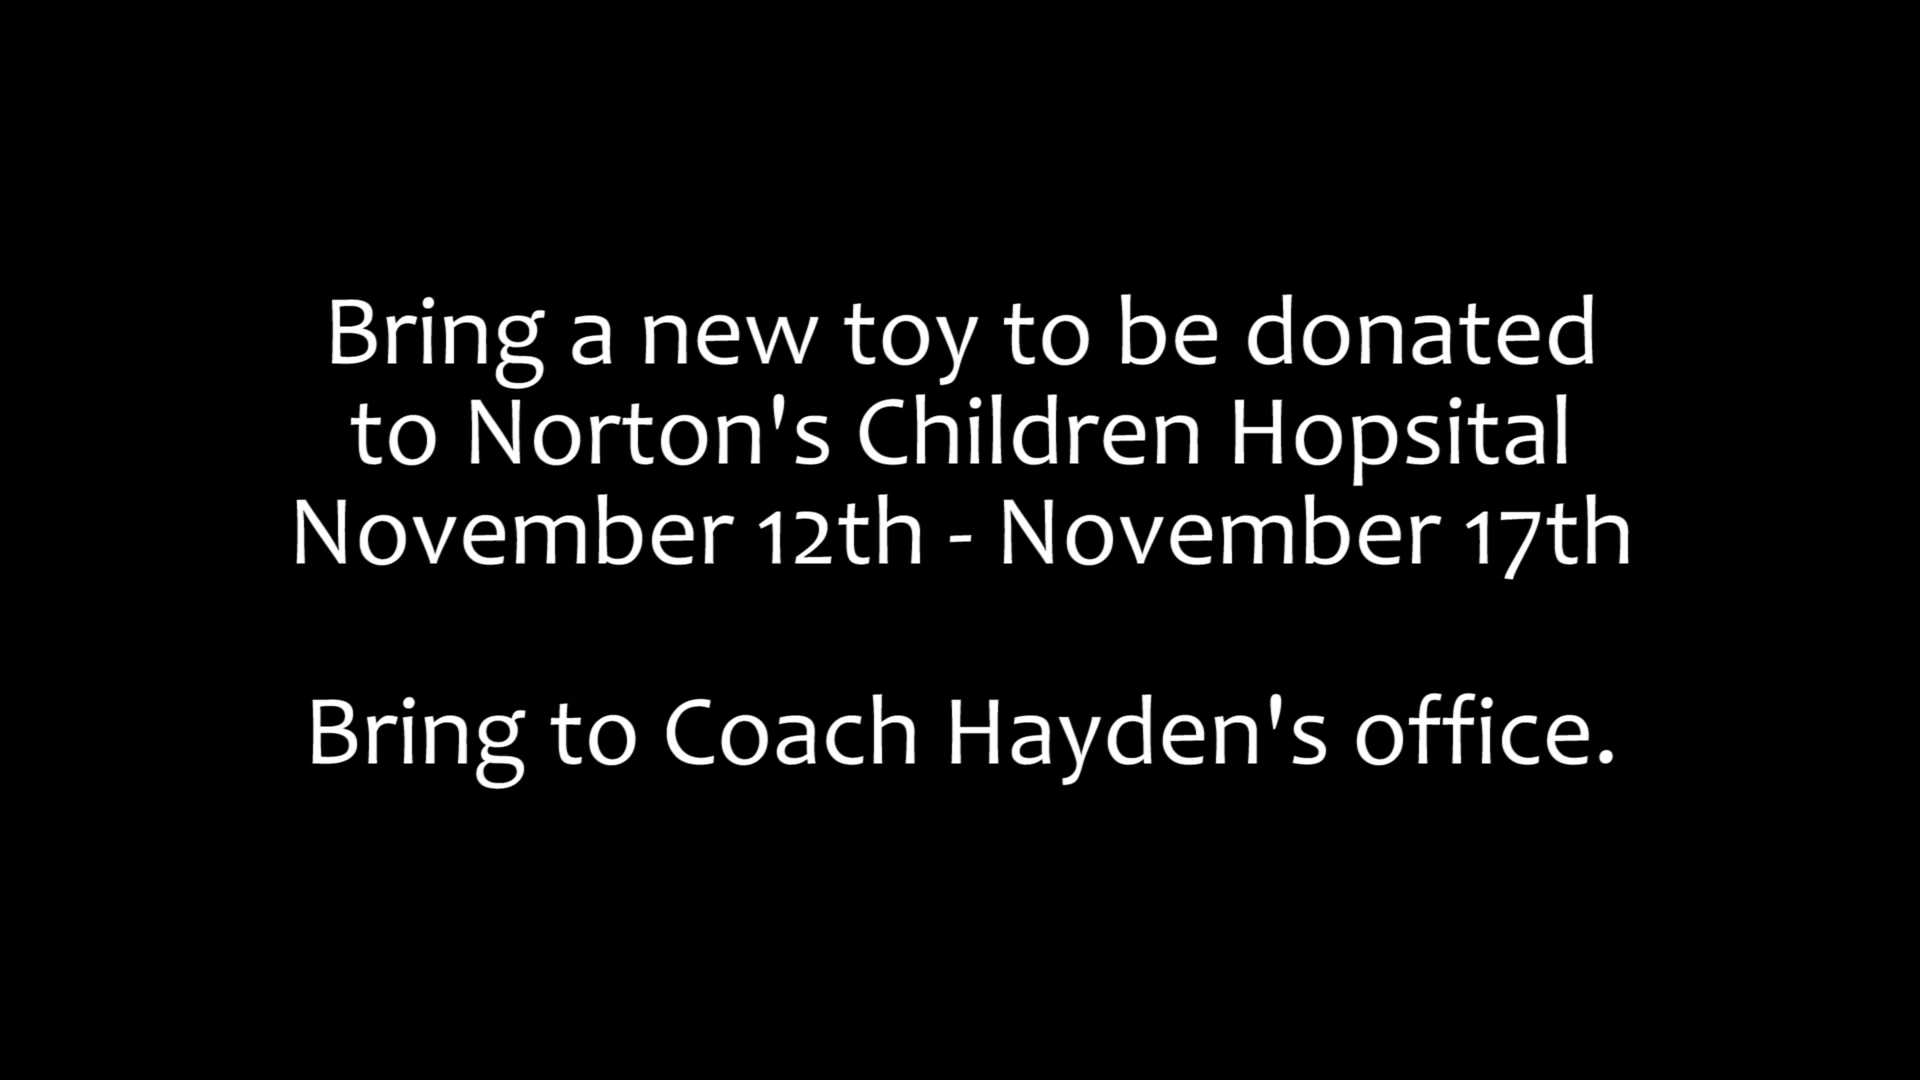 Bring a new toy to be donated
to Norton's Children Hopsital
November 12th - November 17th
Bring to Coach Hayden's office.